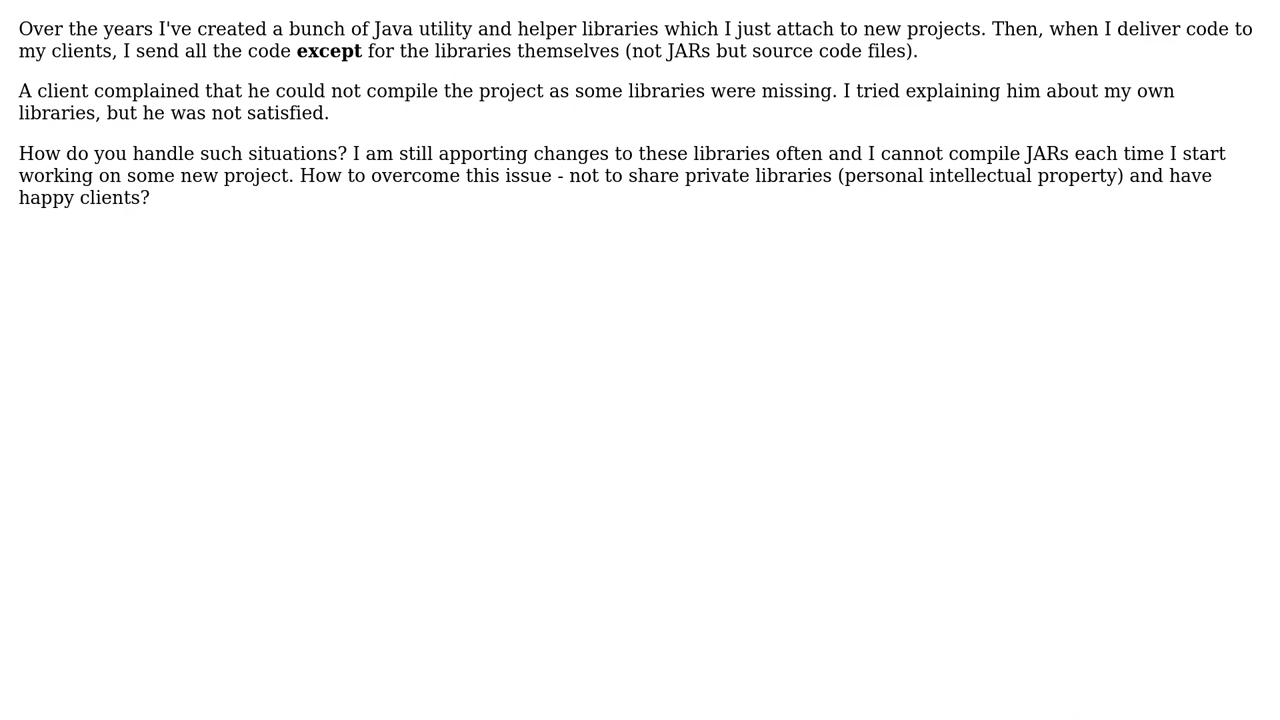 Over the years I've created a bunch of Java utility and helper libraries which I just attach to new projects. Then, when I deliver code to
my clients, I send all the code except for the libraries themselves (not JARs but source code files).
A client complained that he could not compile the project as some libraries were missing. I tried explaining him about my own
libraries, but he was not satisfied.
How do you handle such situations? I am still apporting changes to these libraries often and I cannot compile JARs each time I start
working on some new project. How to overcome this issue - not to share private libraries (personal intellectual property) and have
happy clients?